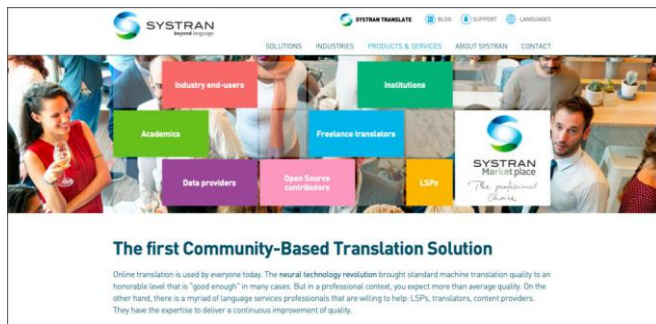 SYSTRAN
beyond language
SYSTRAN TRANSLATE BLOG SUPPORT LANGUAGES
SOLUTIONS INDUSTRIES PRODUCTS & SERVICES ABOUT SYSTRAN CONTACT
Industry end-users
Institutions
Academics
Freelance translators
Data providers
Open Source
contributors
LSPs
SYSTRAN
Market place
The professional
Choice
The first Community-Based Translation Solution
Online translation is used by everyone today. The neural technology revolution brought standard machine translation quality to an
honorable level that is "good enough" in many cases. But in a professional context, you expect more than average quality. On the
other hand, there is a myriad of language services professionals that are willing to help: LSPs, translators, content providers.
They have the expertise to deliver a continuous improvement of quality.